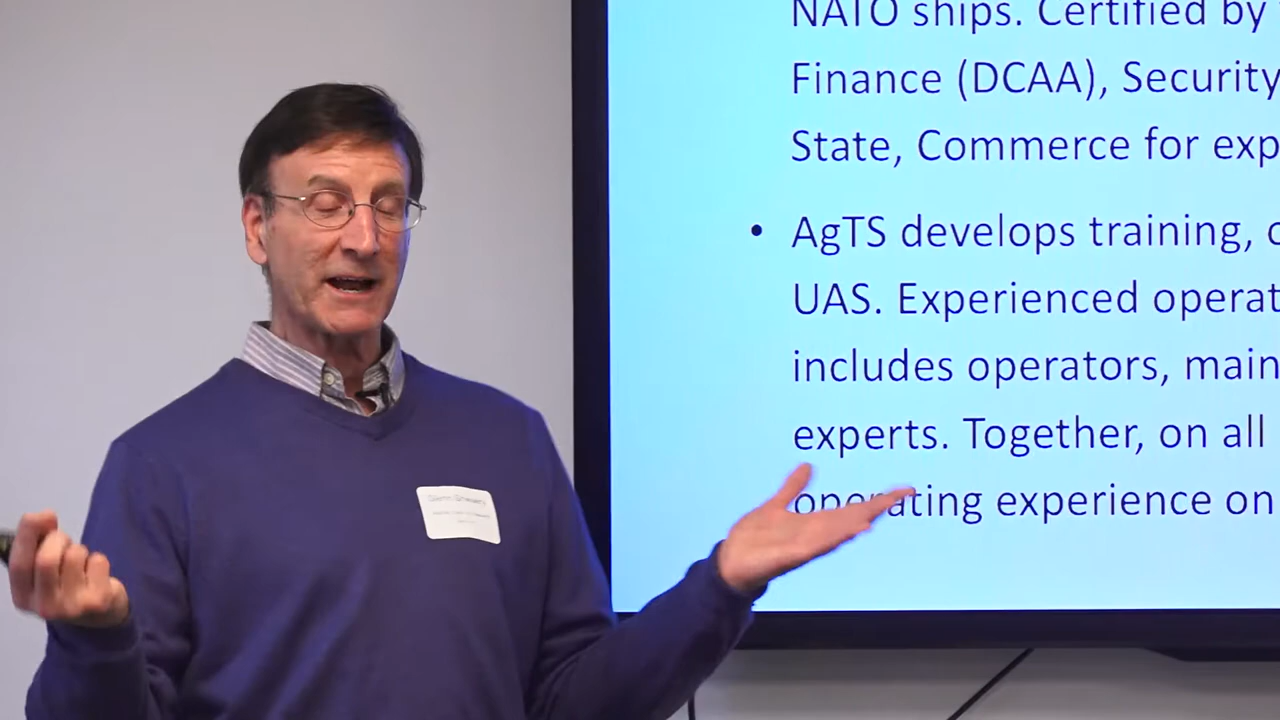 NATO ships. Certified by
Finance (DCAA), Security
State, Commerce for exp
• AgTS develops training, c
UAS. Experienced operat
includes operators, main
experts. Together, on all
operating experience on